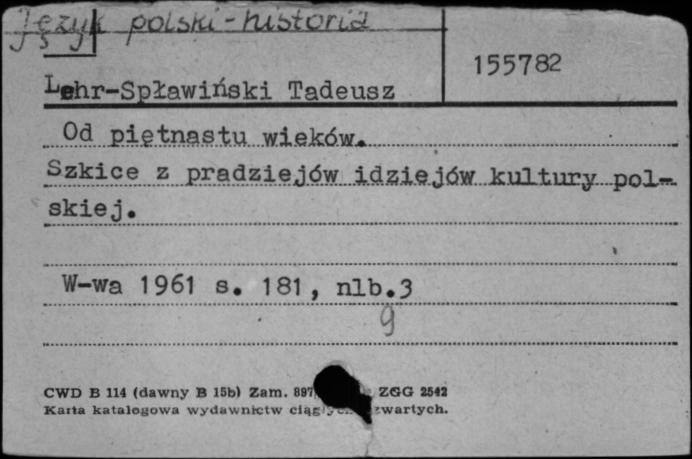 Język polski - historia
155782
Lehr-Spławiński Tadeusz
Od piętnastu wieków.
Szkice z pradziejów idziejów kultury pol-
skiej.
W-wa 1961 s. 181, nlb.3
9
CWD B 114 (dawny B 15b) Zam. 897 ZGG 2542
Karta katalogowa wydawnictw zwartych.